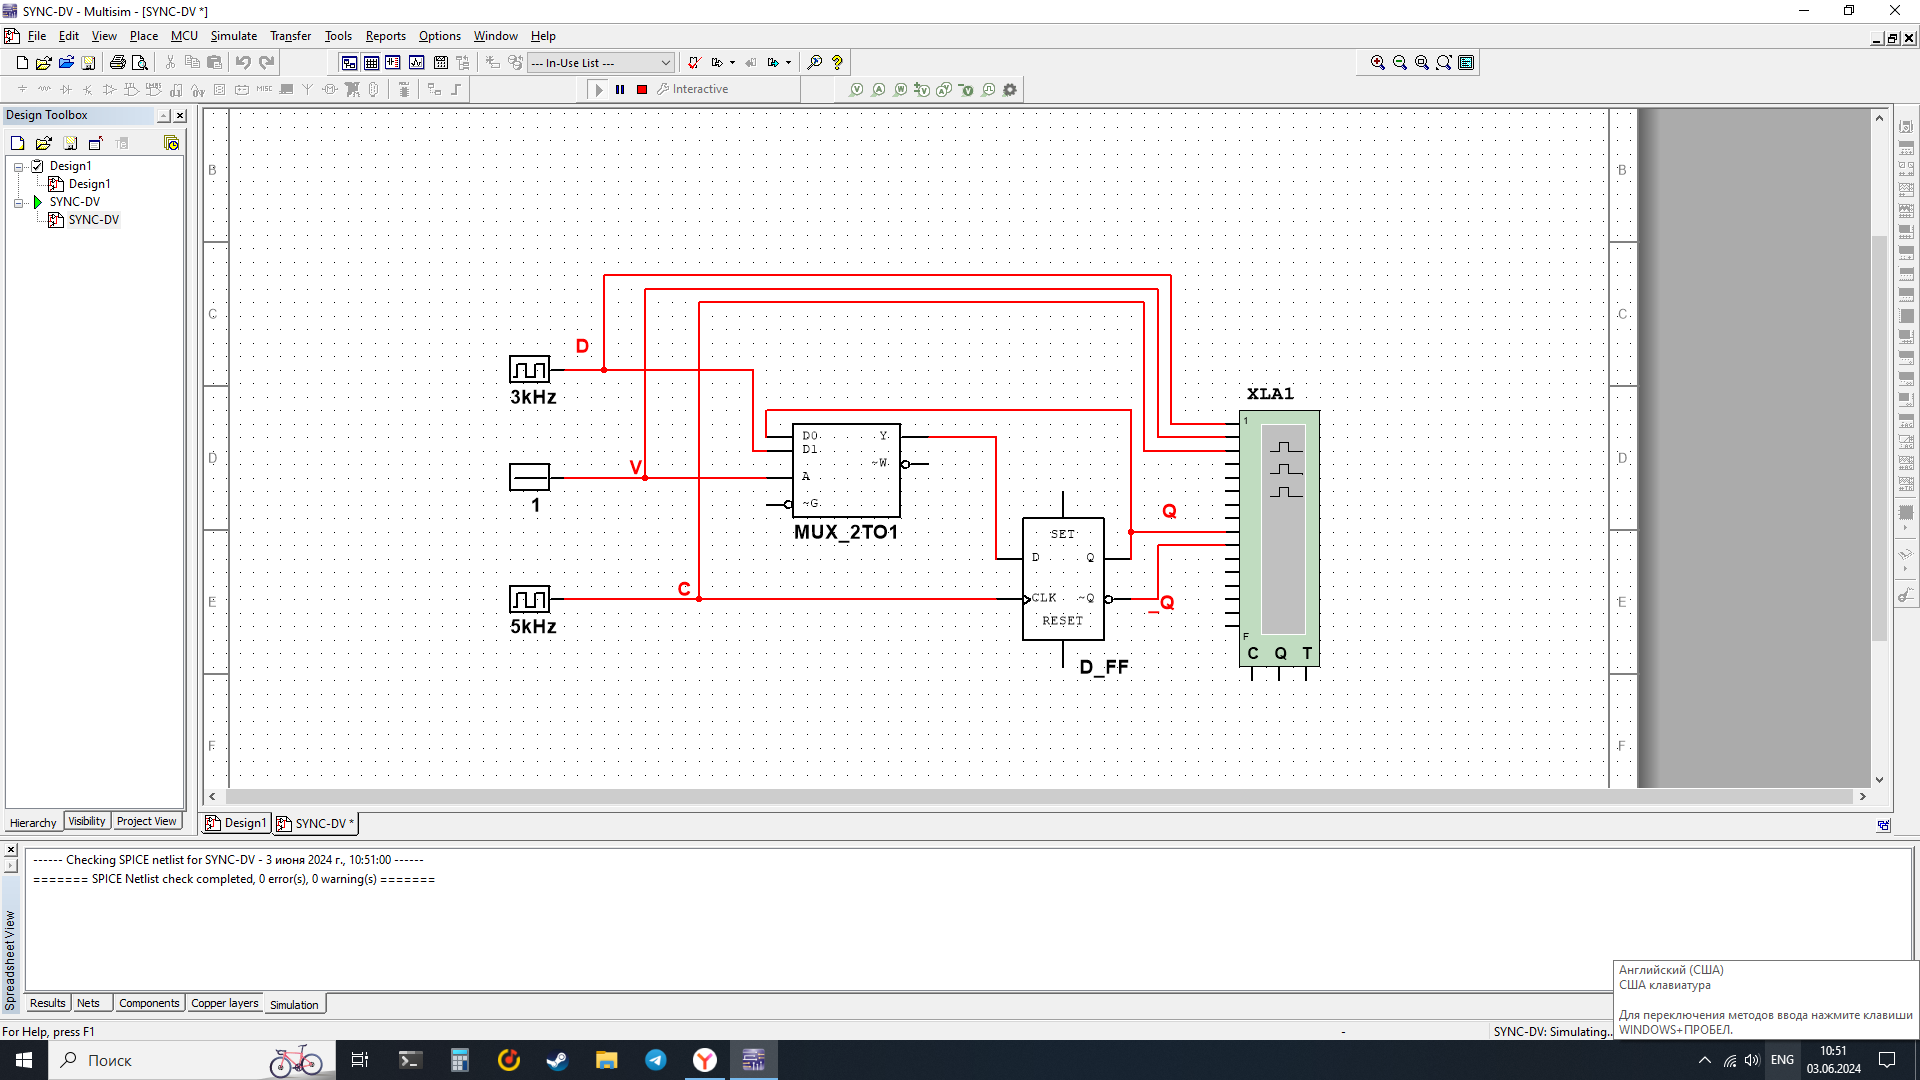 SYNC-DV - Multisim - [SYNC-DV *]
File Edit View Place MCU Simulate Transfer Tools Reports Options Window Help
--- In-Use List ---
MISC Interactive
Design Toolbox
Design1
Design1
SYNC-DV
SYNC-DV
Hierarchy Visibility Project View
B B
C C
D D
E E
F F
D
3kHz
V
1
C
5kHz
D0 Y
D1
~W
A
~G
MUX_2TO1
SET
D Q
CLK ~Q
RESET
D_FF
Q
_Q
XLA1
1
F
C Q T
Design1 SYNC-DV *
------ Checking SPICE netlist for SYNC-DV - 3 июня 2024 г., 10:51:00 ------
======= SPICE Netlist check completed, 0 error(s), 0 warning(s) =======
Spreadsheet View
Results Nets Components Copper layers Simulation
For Help, press F1
-
SYNC-DV: Simulating..
Английский (США)
США клавиатура
Для переключения методов ввода нажмите клавиши
WINDOWS+ПРОБЕЛ.
Поиск
ENG
10:51
03.06.2024